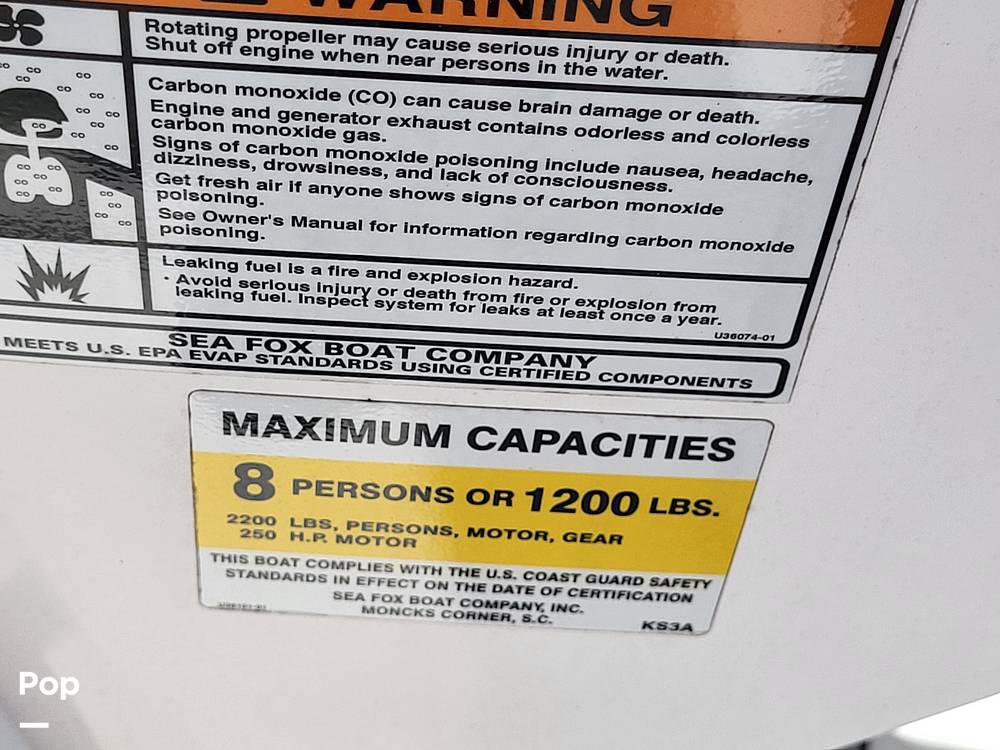 WARNING
Rotating propeller may cause serious injury or death.
Shut off engine when near persons in the water.
Carbon monoxide (CO) can cause brain damage or death.
Engine and generator exhaust contains odorless and colorless
carbon monoxide gas.
Signs of carbon monoxide poisoning include nausea, headache,
dizziness, drowsiness, and lack of consciousness.
Get fresh air if anyone shows signs of carbon monoxide
poisoning.
See Owner's Manual for information regarding carbon monoxide
poisoning.
Leaking fuel is a fire and explosion hazard.
· Avoid serious injury or death from fire or explosion from
leaking fuel. Inspect system for leaks at least once a year.
U36074-01
SEA FOX BOAT COMPANY
MEETS U.S. EPA EVAP STANDARDS USING CERTIFIED COMPONENTS
MAXIMUM CAPACITIES
8 PERSONS OR 1200 LBS.
2200 LBS, PERSONS, MOTOR, GEAR
250 H.P. MOTOR
THIS BOAT COMPLIES WITH THE U.S. COAST GUARD SAFETY
STANDARDS IN EFFECT ON THE DATE OF CERTIFICATION
SEA FOX BOAT COMPANY, INC.
MONCKS CORNER, S.C.
KS3A
Pop